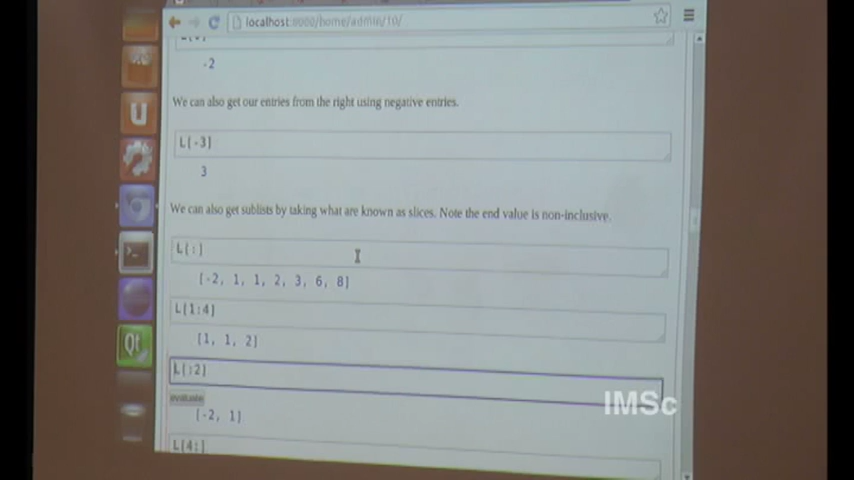 localhost:8000/home/admin/10/
-2
We can also get our entries from the right using negative entries.
L[-3]
3
We can also get sublists by taking what are known as slices. Note the end value is non-inclusive.
L[:]
[-2, 1, 1, 2, 3, 6, 8]
L[1:4]
[1, 1, 2]
L[:2]
evaluate
[-2, 1]
L[4:]
U
Qt
IMSc